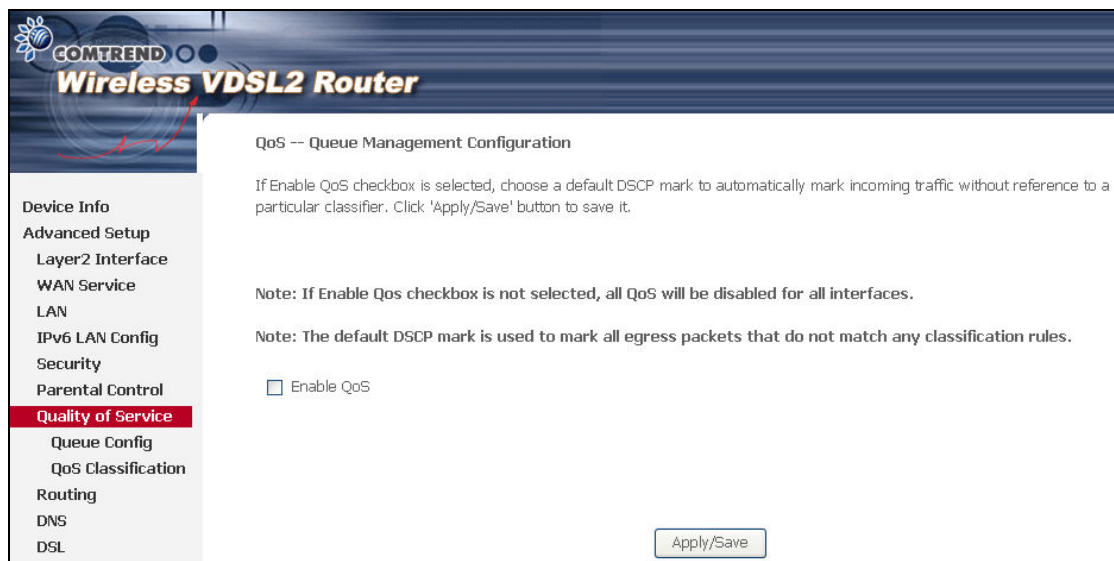 COMTREND
Wireless VDSL2 Router
QoS -- Queue Management Configuration
If Enable QoS checkbox is selected, choose a default DSCP mark to automatically mark incoming traffic without reference to a
particular classifier. Click 'Apply/Save' button to save it.
Note: If Enable Qos checkbox is not selected, all QoS will be disabled for all interfaces.
Note: The default DSCP mark is used to mark all egress packets that do not match any classification rules.
Enable QoS
Apply/Save
Device Info
Advanced Setup
Layer2 Interface
WAN Service
LAN
IPv6 LAN Config
Security
Parental Control
Quality of Service
Queue Config
QoS Classification
Routing
DNS
DSL